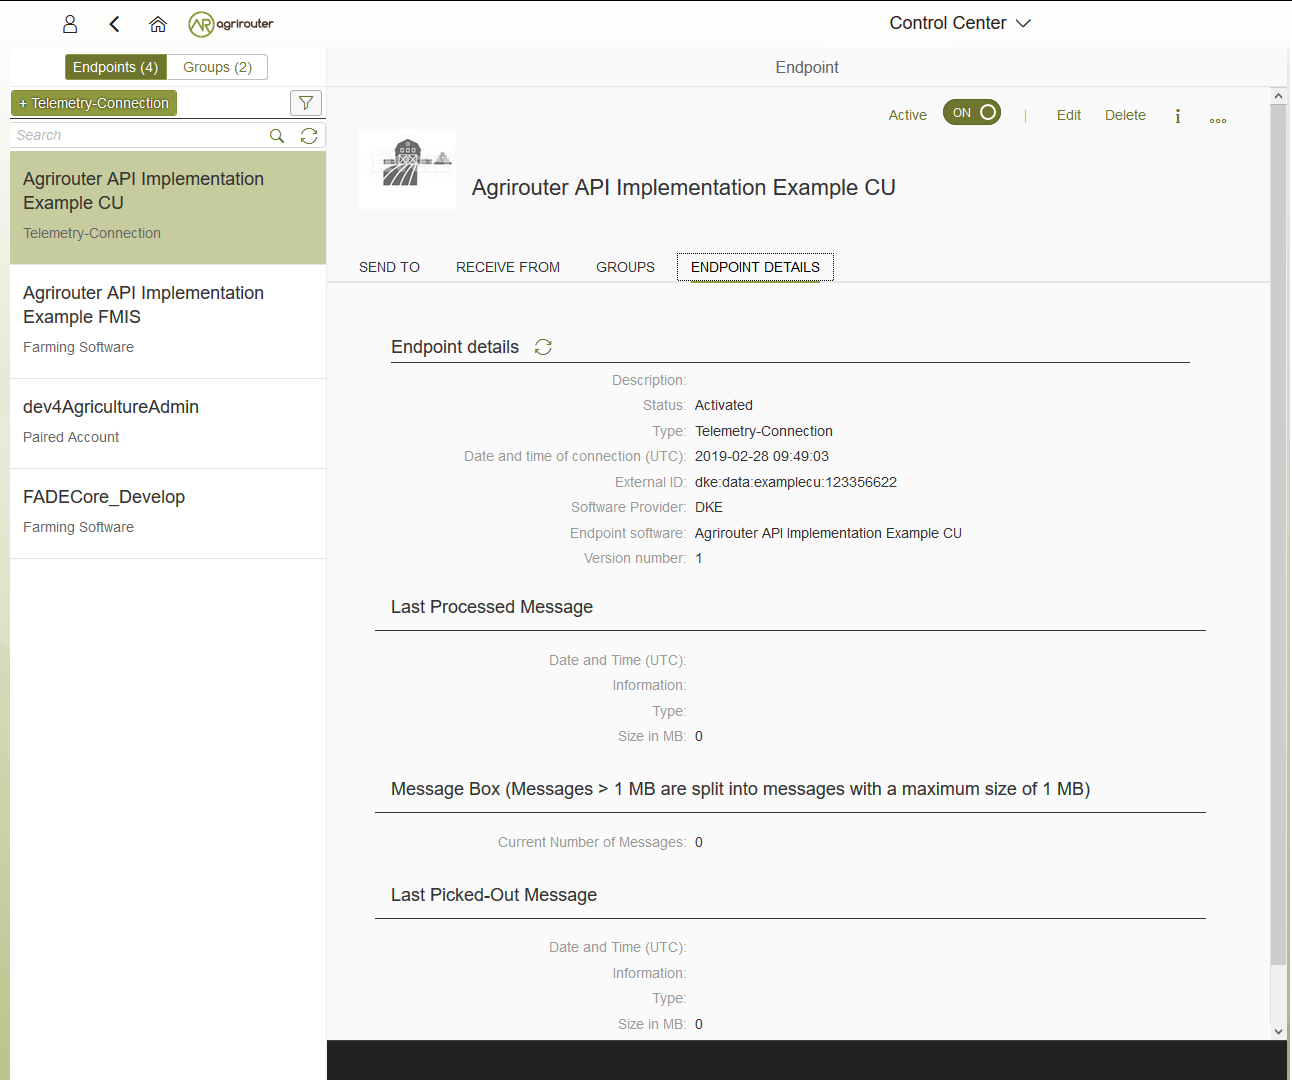 AR agrirouter
Control Center
Endpoints (4) Groups (2)
Endpoint
+ Telemetry-Connection
Search
Active ON | Edit Delete i ...
Agrirouter API Implementation
Example CU
Telemetry-Connection
Agrirouter API Implementation
Example FMIS
Farming Software
dev4AgricultureAdmin
Paired Account
FADECore_Develop
Farming Software
Agrirouter API Implementation Example CU
SEND TO RECEIVE FROM GROUPS ENDPOINT DETAILS
Endpoint details
Description:
Status: Activated
Type: Telemetry-Connection
Date and time of connection (UTC): 2019-02-28 09:49:03
External ID: dke:data:examplecu:123356622
Software Provider: DKE
Endpoint software: Agrirouter API Implementation Example CU
Version number: 1
Last Processed Message
Date and Time (UTC):
Information:
Type:
Size in MB: 0
Message Box (Messages > 1 MB are split into messages with a maximum size of 1 MB)
Current Number of Messages: 0
Last Picked-Out Message
Date and Time (UTC):
Information:
Type:
Size in MB: 0